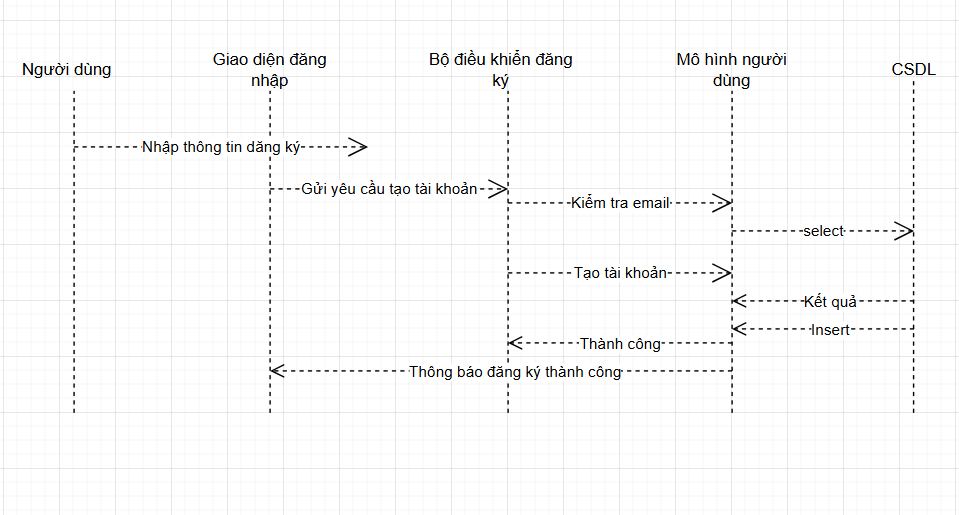 Người dùng
Giao diện đăng
nhập
Bộ điều khiển đăng
ký
Mô hình người
dùng
CSDL
Nhập thông tin dăng ký
Gửi yêu cầu tạo tài khoản
Kiểm tra email
select
Tạo tài khoản
Kết quả
Insert
Thành công
Thông báo đăng ký thành công